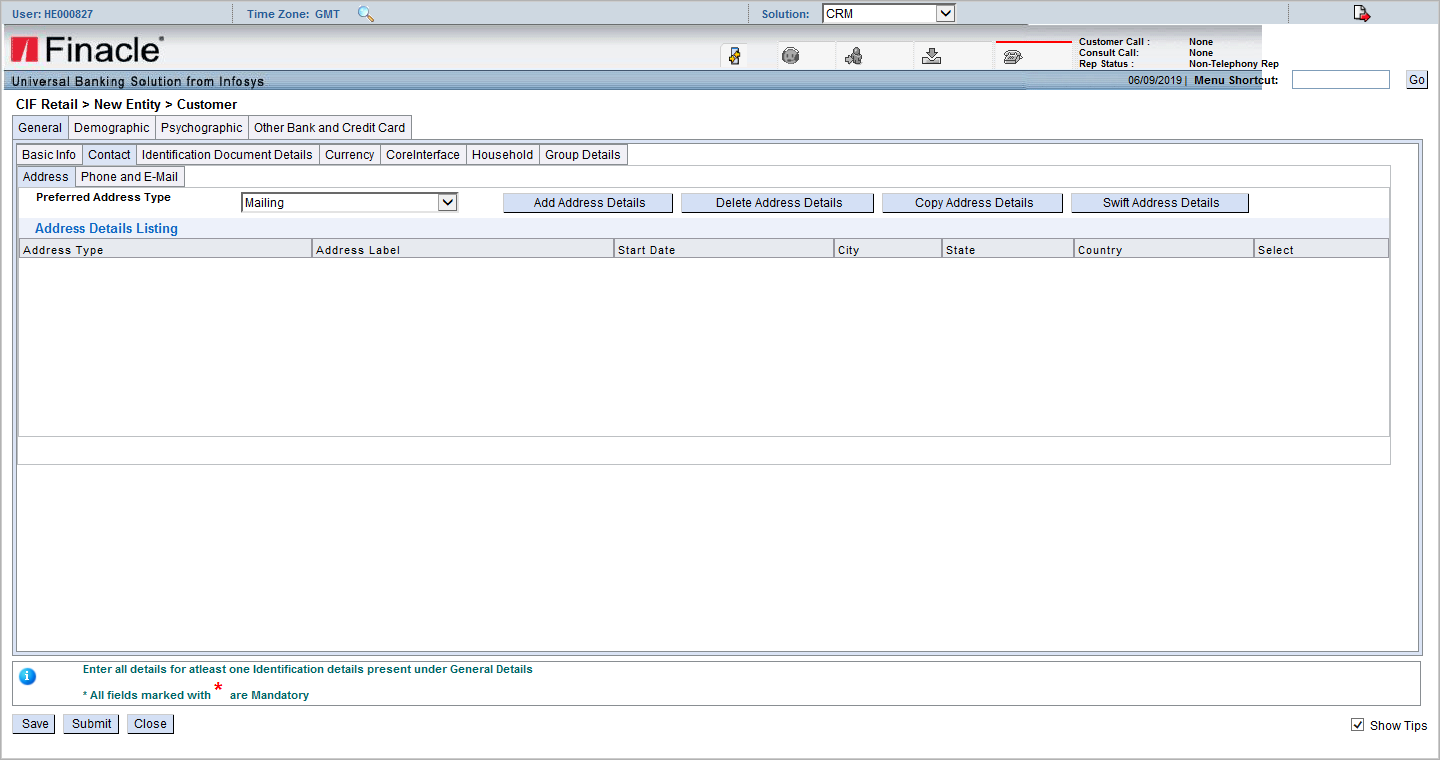 User: HE000827 Time Zone: GMT Solution: CRM
Finacle
Customer Call : None
Consult Call: None
Rep Status : Non-Telephony Rep
Universal Banking Solution from Infosys 06/09/2019 | Menu Shortcut: Go
CIF Retail > New Entity > Customer
General Demographic Psychographic Other Bank and Credit Card
Basic Info Contact Identification Document Details Currency CoreInterface Household Group Details
Address Phone and E-Mail
Preferred Address Type Mailing Add Address Details Delete Address Details Copy Address Details Swift Address Details
Address Details Listing
Address Type Address Label Start Date City State Country Select
Enter all details for atleast one Identification details present under General Details
* All fields marked with * are Mandatory
Save Submit Close Show Tips